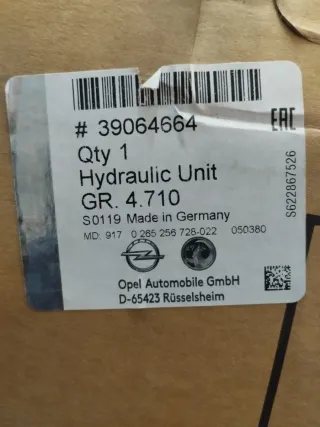 # 39064664
EAC
Qty 1
Hydraulic Unit
GR. 4.710
S0119 Made in Germany
MD: 917 0 265 256 728-022 050380
S622867526
Opel Automobile GmbH
D-65423 Rüsselsheim